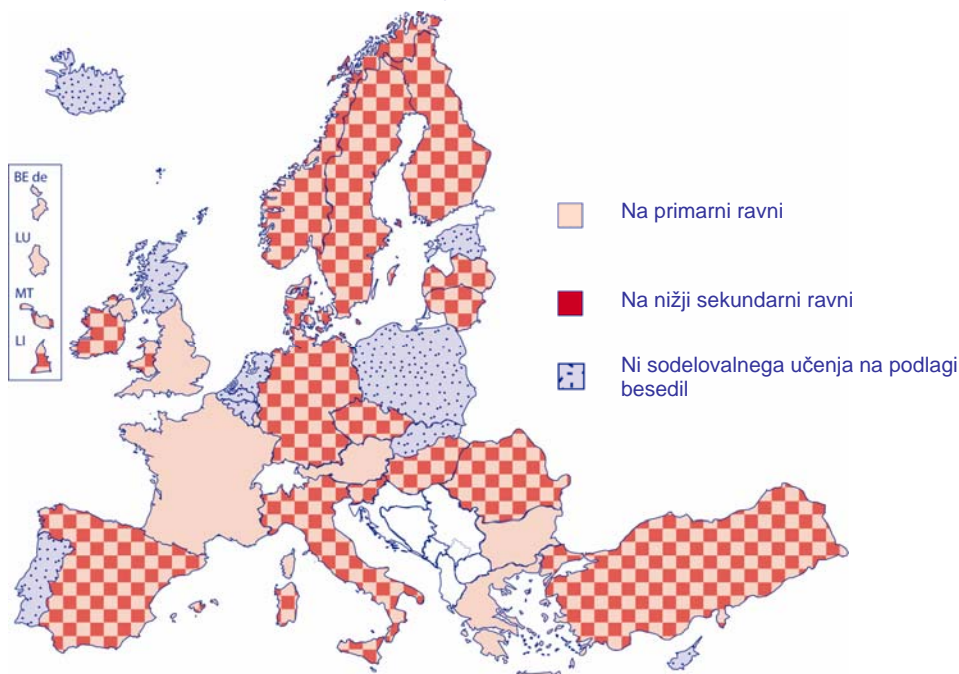 BE de
LU
MT
LI
Na primarni ravni
Na nižji sekundarni ravni
Ni sodelovalnega učenja na podlagi
besedil